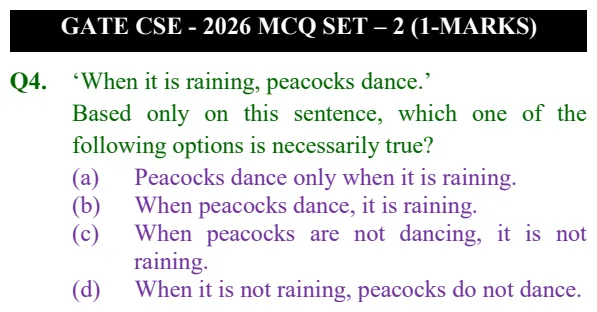 GATE CSE - 2026 MCQ SET – 2 (1-MARKS)
Q4. ‘When it is raining, peacocks dance.’
Based only on this sentence, which one of the
following options is necessarily true?
(a) Peacocks dance only when it is raining.
(b) When peacocks dance, it is raining.
(c) When peacocks are not dancing, it is not
raining.
(d) When it is not raining, peacocks do not dance.